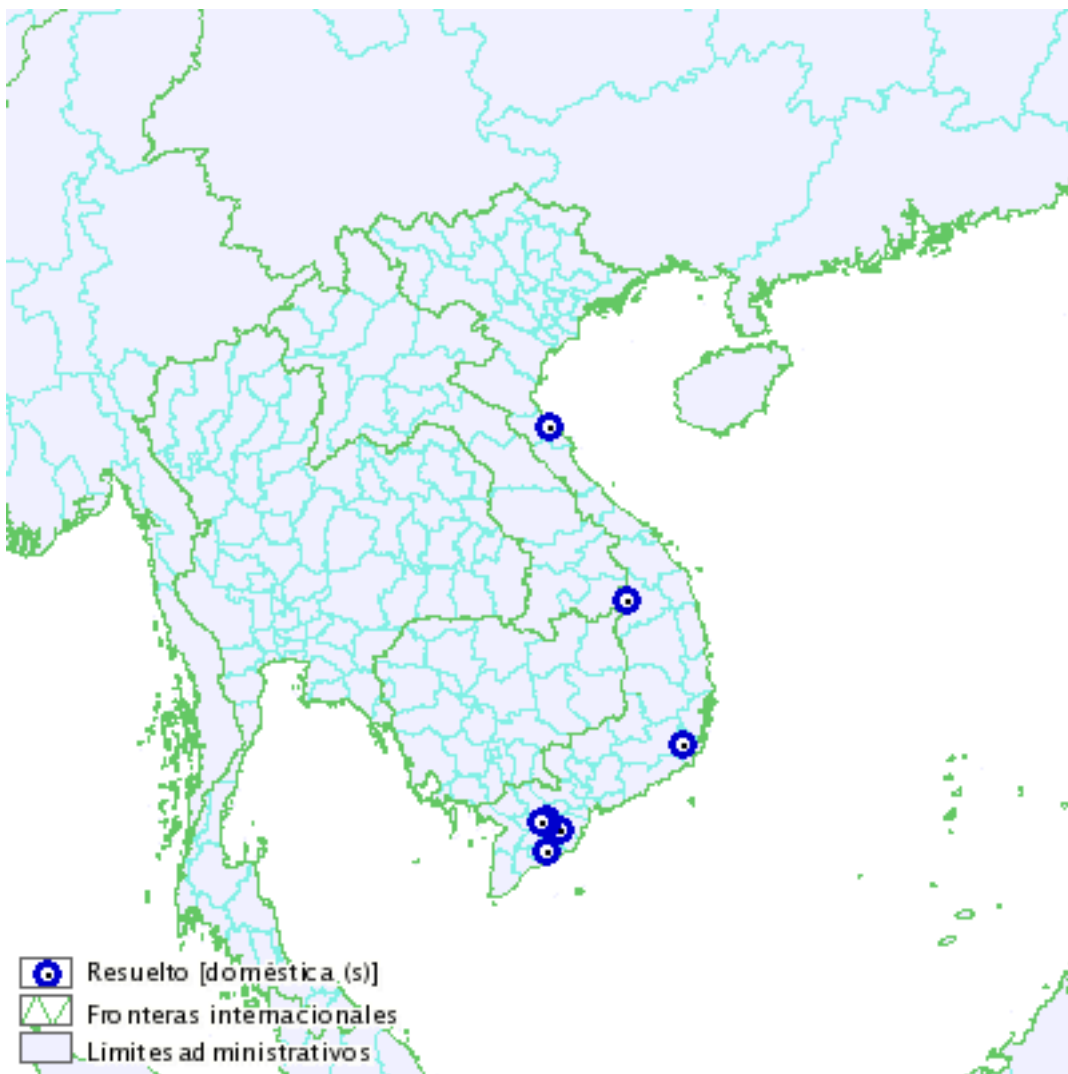 Resuelto [doméstica (s)]
Fronteras internacionales
Límites administrativos